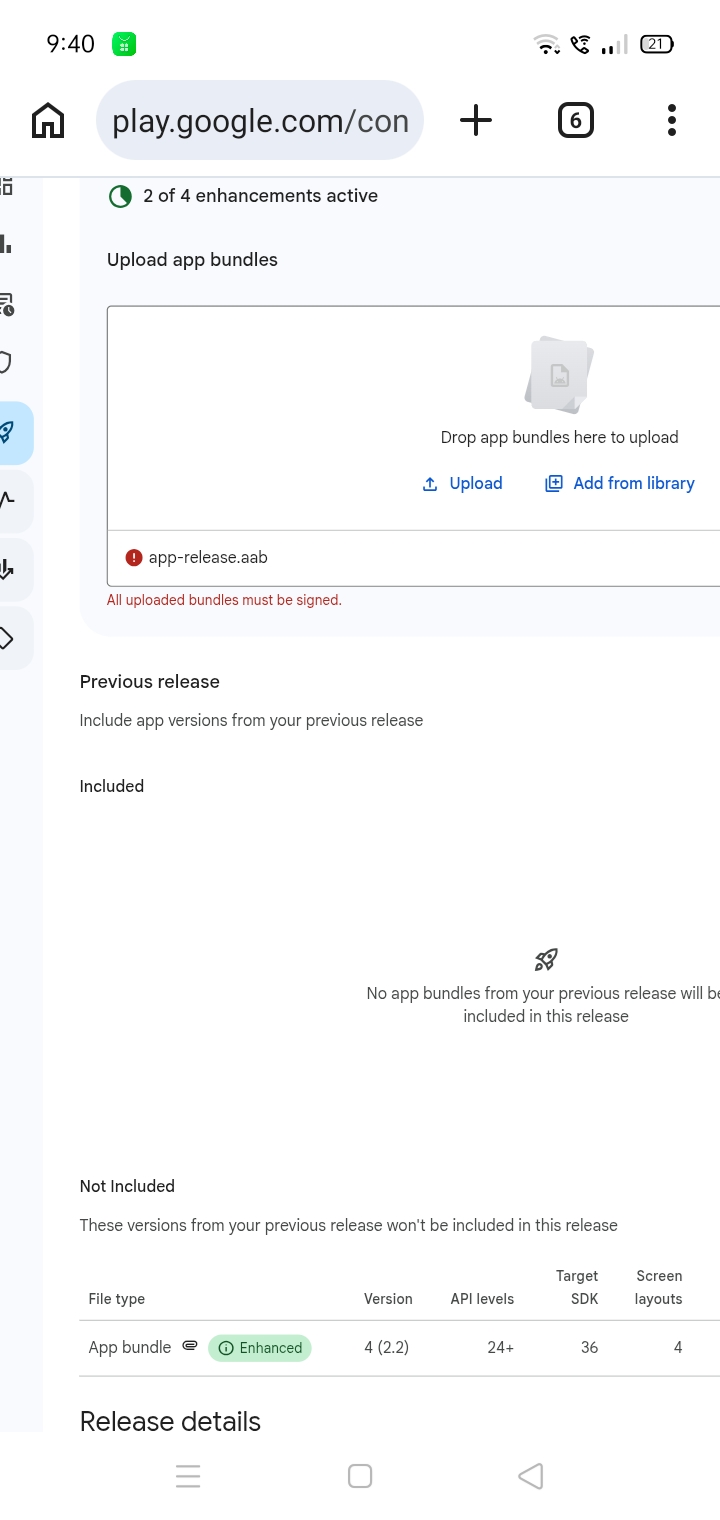 9:40
21
play.google.com/con
6
2 of 4 enhancements active
Upload app bundles
Drop app bundles here to upload
Upload
Add from library
app-release.aab
All uploaded bundles must be signed.
Previous release
Include app versions from your previous release
Included
No app bundles from your previous release will be
included in this release
Not Included
These versions from your previous release won't be included in this release
File type Version API levels Target SDK Screen layouts
App bundle Enhanced 4 (2.2) 24+ 36 4
Release details